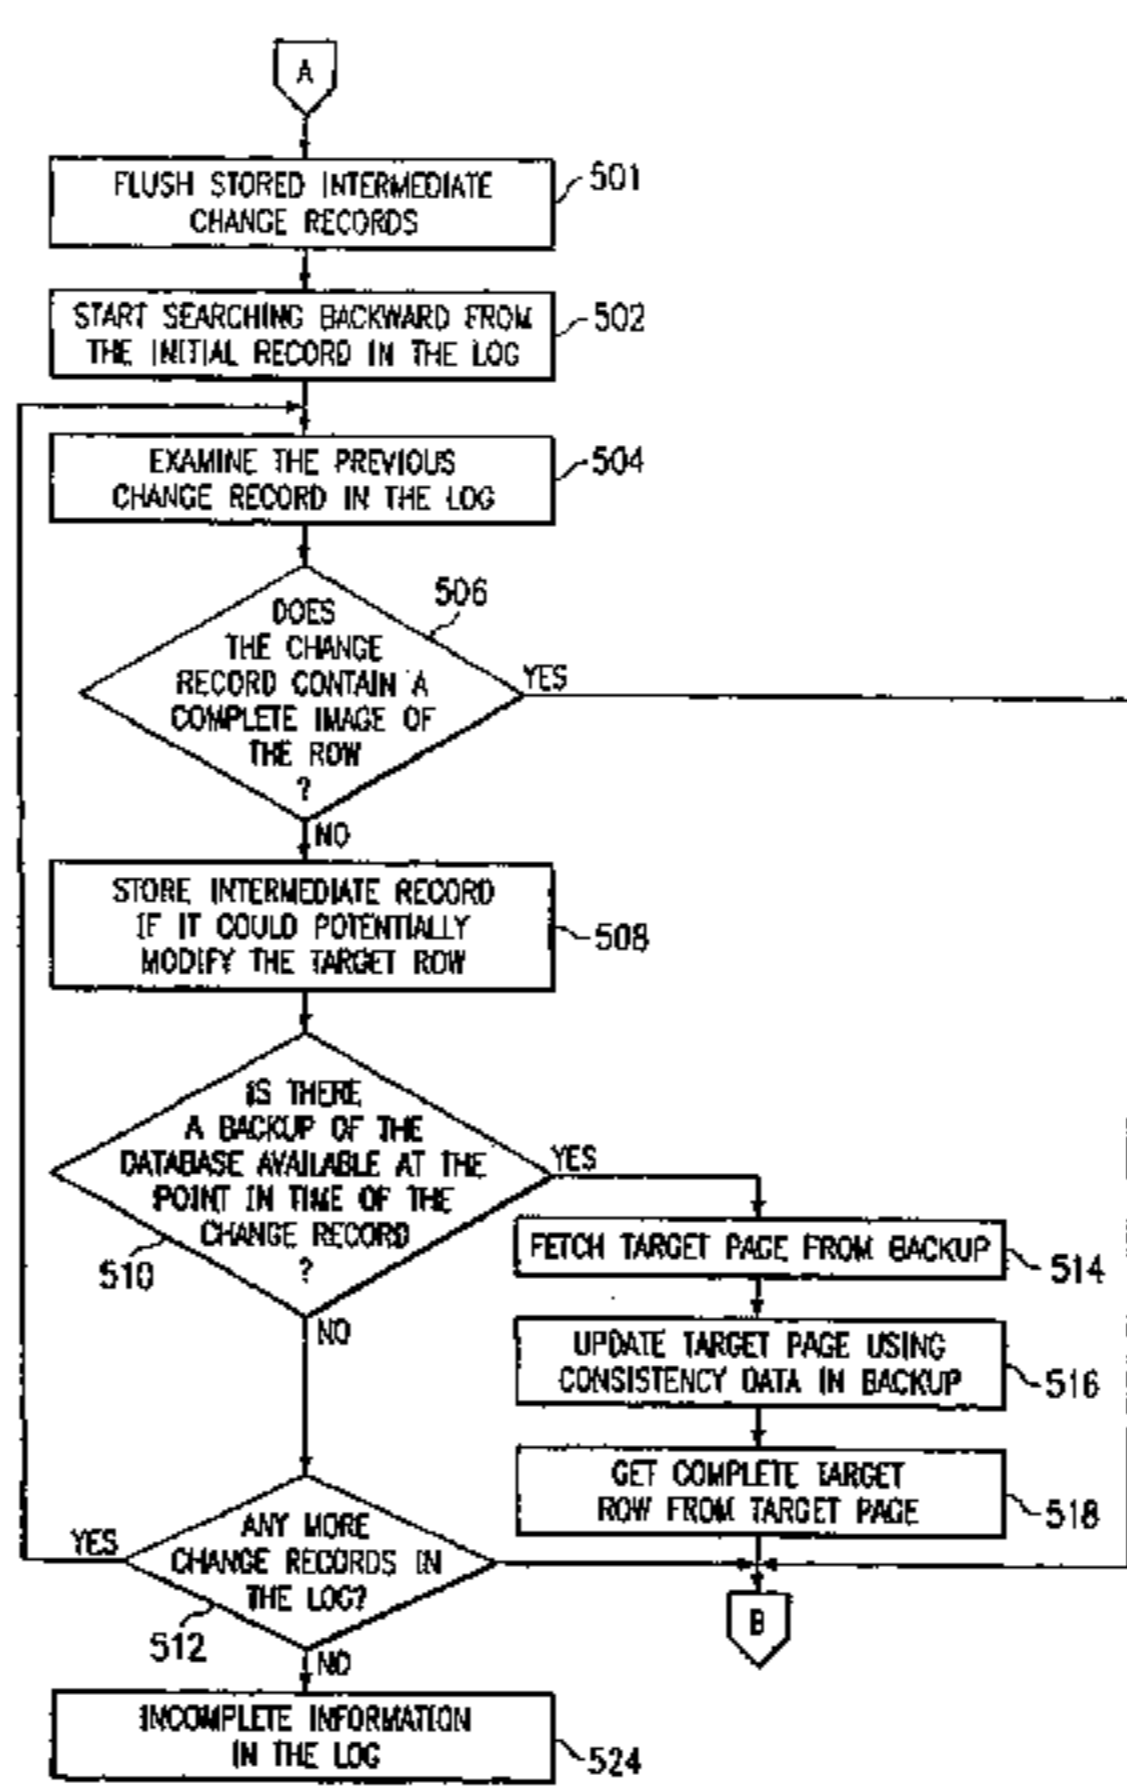 A
FLUSH STORED INTERMEDIATE
CHANGE RECORDS
501
START SEARCHING BACKWARD FROM
THE INITIAL RECORD IN THE LOG
502
EXAMINE THE PREVIOUS
CHANGE RECORD IN THE LOG
504
506
DOES
THE CHANGE
RECORD CONTAIN A
COMPLETE IMAGE OF
THE ROW
?
YES
NO
STORE INTERMEDIATE RECORD
IF IT COULD POTENTIALLY
MODIFY THE TARGET ROW
508
IS THERE
A BACKUP OF THE
DATABASE AVAILABLE AT THE
POINT IN TIME OF THE
CHANGE RECORD
?
510
YES
NO
FETCH TARGET PAGE FROM BACKUP
514
UPDATE TARGET PAGE USING
CONSISTENCY DATA IN BACKUP
516
GET COMPLETE TARGET
ROW FROM TARGET PAGE
518
YES
ANY MORE
CHANGE RECORDS IN
THE LOG?
512
NO
B
INCOMPLETE INFORMATION
IN THE LOG
524